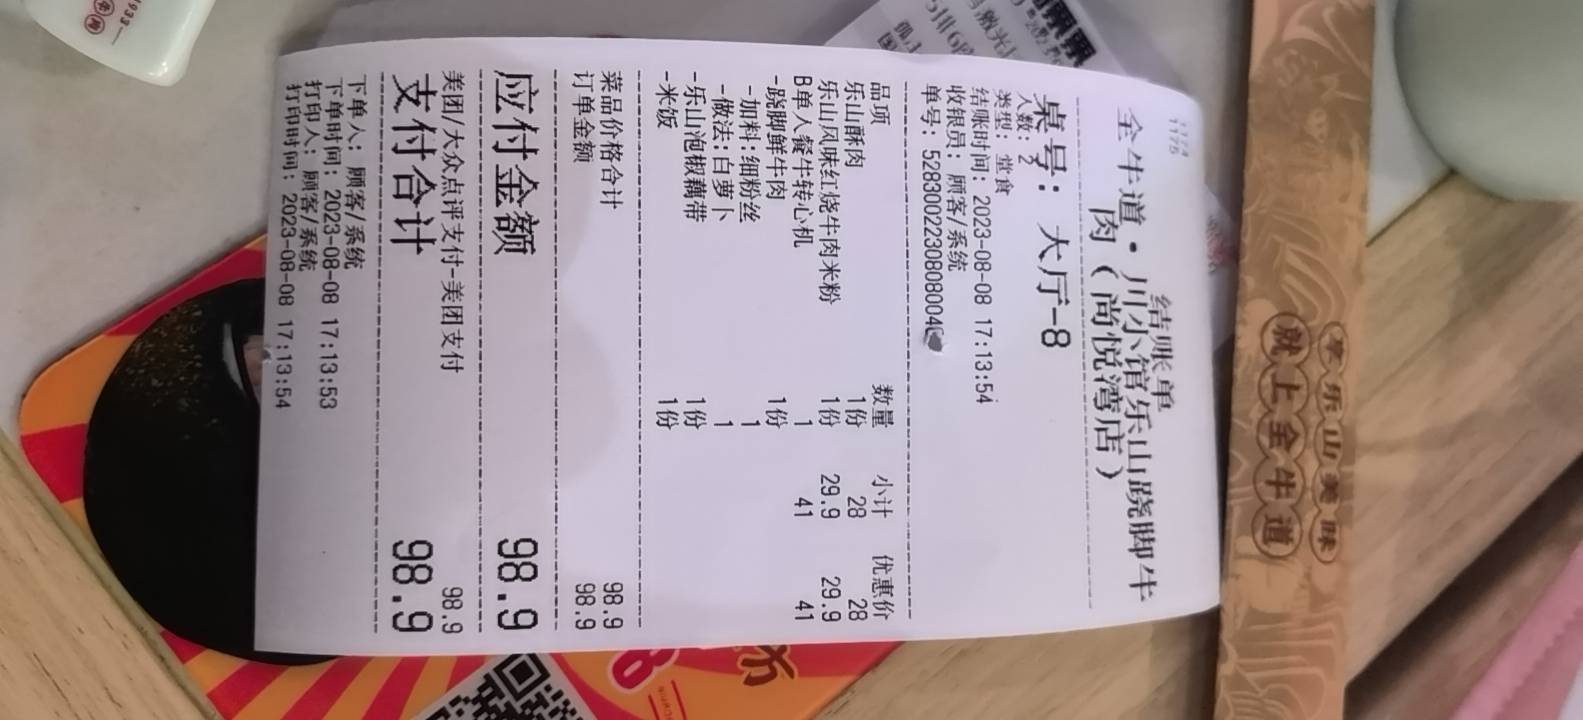 结账单
全牛道·川小馆乐山跷脚牛
肉（尚悦湾店）
桌号：大厅-8
人数：2
类型：堂食
结账时间：2023-08-08 17:13:54
收银员：顾客/系统
单号：5283002230808004
品项 数量 小计 优惠价
乐山酥肉 1份 28 28
乐山风味红烧牛肉米粉 1份 29.9 29.9
B单人餐牛转心机 1 41 41
-跷脚鲜牛肉 1份
-加料：细粉丝 1
-做法：白萝卜 1
-乐山泡椒藕带 1份
-米饭 1份
菜品价格合计 98.9
订单金额 98.9
应付金额 98.9
美团/大众点评支付-美团支付 98.9
支付合计 98.9
下单人：顾客/系统
下单时间：2023-08-08 17:13:53
打印人：顾客/系统
打印时间：2023-08-08 17:13:54
享乐山美味
就上全牛道